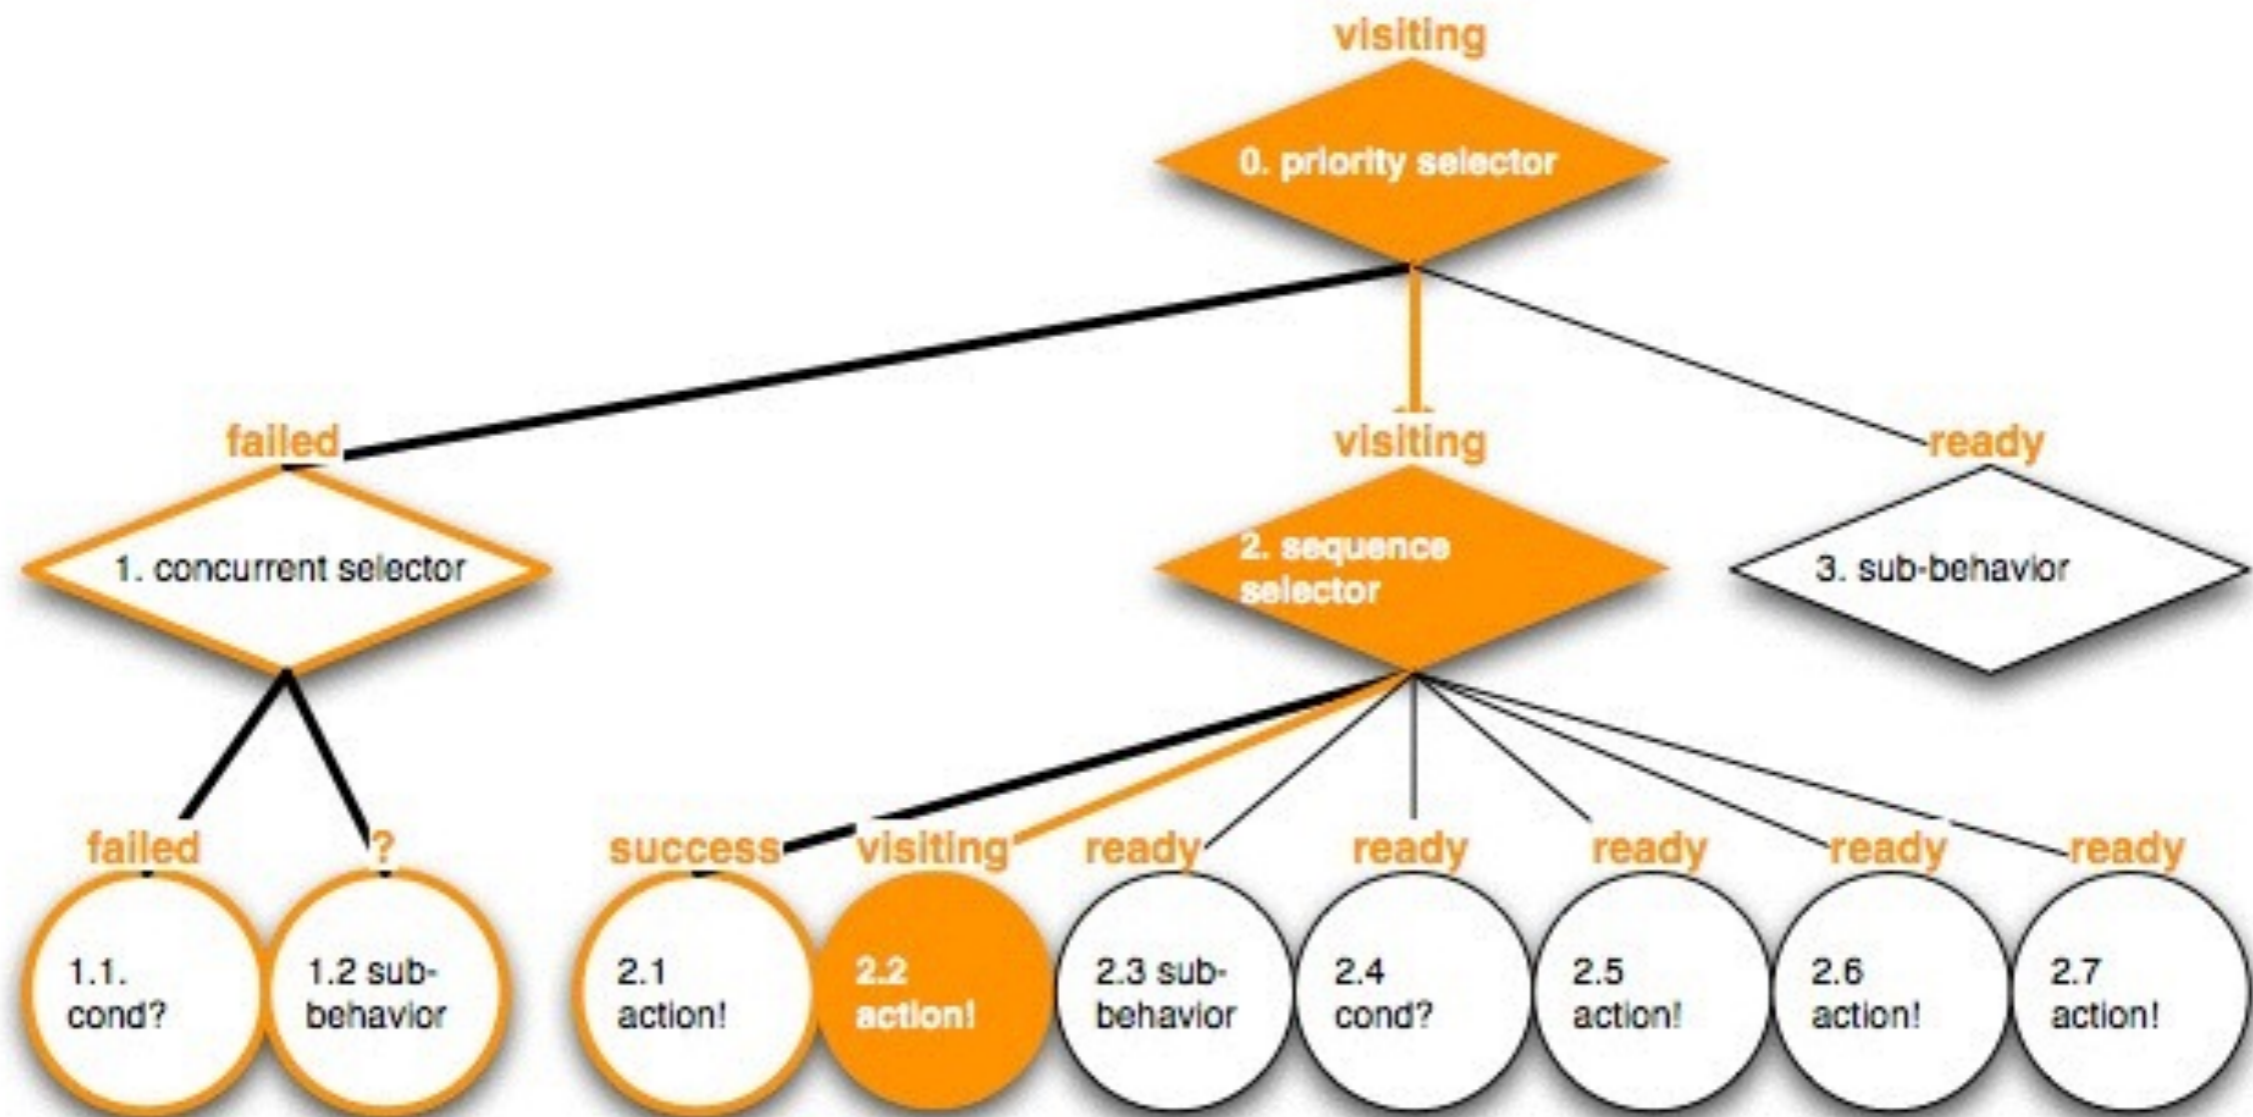 visiting
0. priority selector
failed
visiting
ready
1. concurrent selector
2. sequence
selector
3. sub-behavior
failed
?
success
visiting
ready
ready
ready
ready
ready
1.1.
cond?
1.2 sub-
behavior
2.1
action!
2.2
action!
2.3 sub-
behavior
2.4
cond?
2.5
action!
2.6
action!
2.7
action!